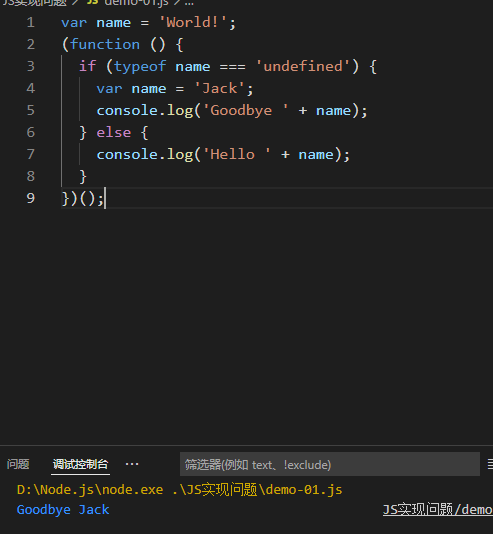 JS实现问题 > JS demo-01.js > ...
1 var name = 'World!';
2 (function () {
3 if (typeof name === 'undefined') {
4 var name = 'Jack';
5 console.log('Goodbye ' + name);
6 } else {
7 console.log('Hello ' + name);
8 }
9 })();
问题 调试控制台 ··· 筛选器(例如 text、!exclude)
D:\Node.js\node.exe .\JS实现问题\demo-01.js
Goodbye Jack JS实现问题/demo